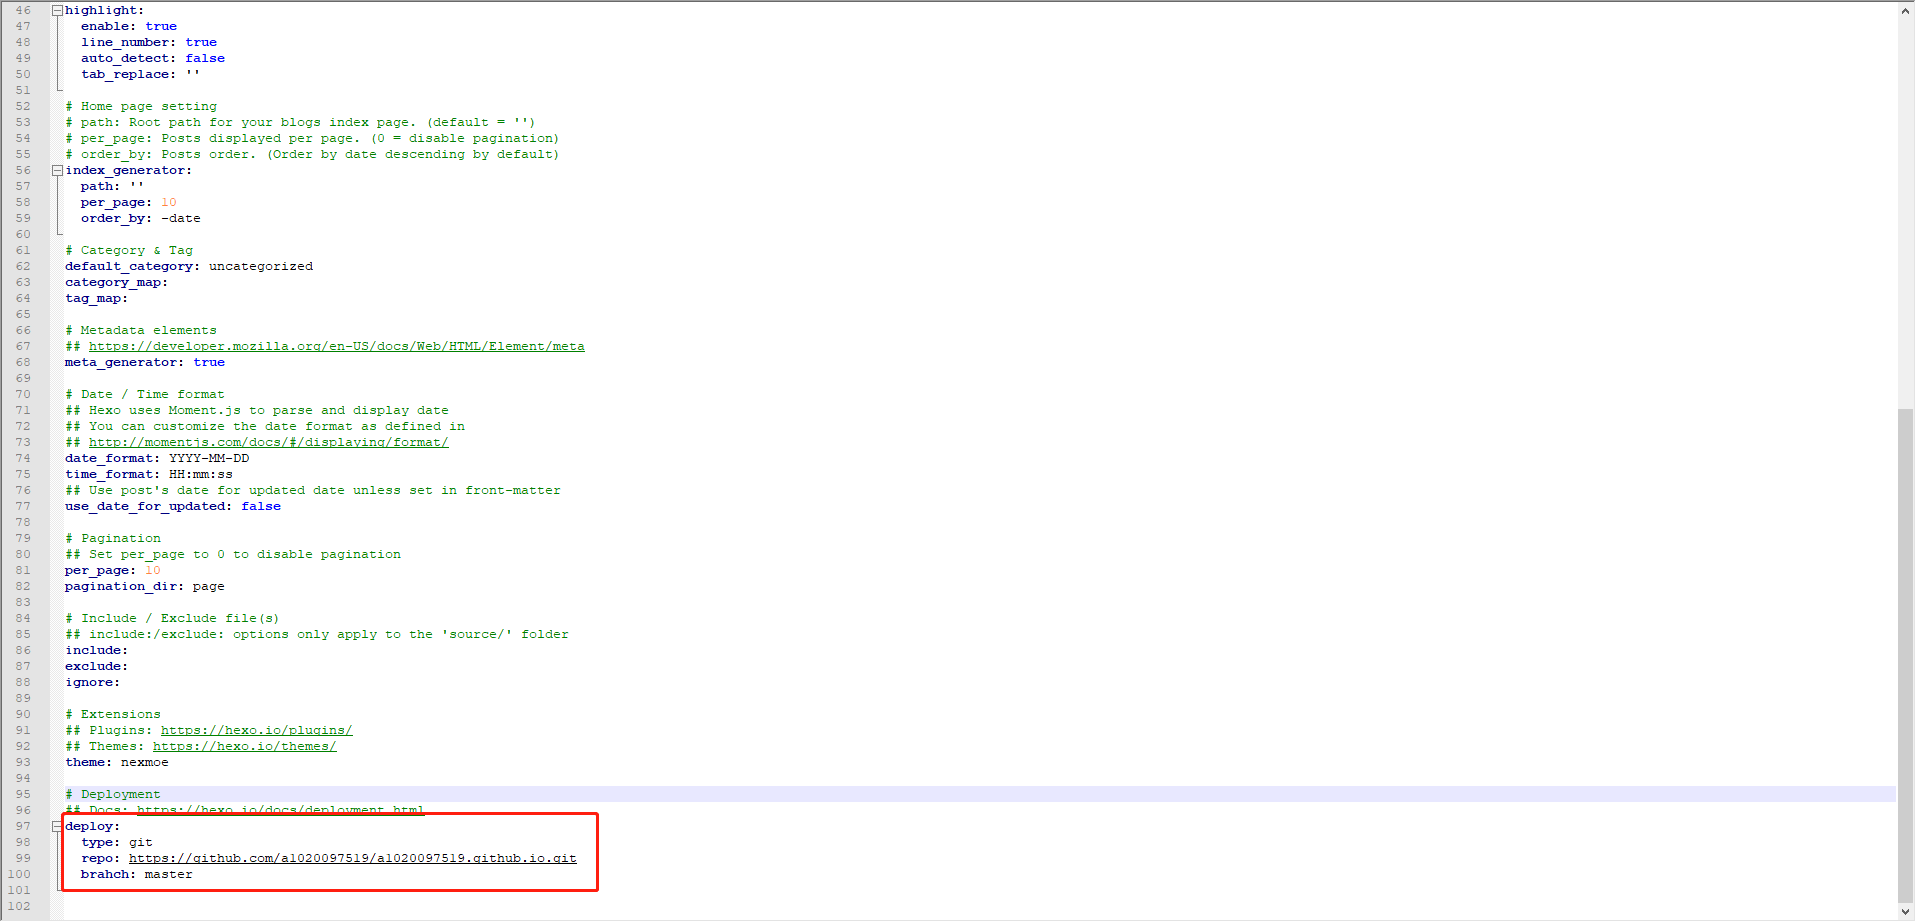 46 highlight:
47 enable: true
48 line_number: true
49 auto_detect: false
50 tab_replace: ''
51
52 # Home page setting
53 # path: Root path for your blogs index page. (default = '')
54 # per_page: Posts displayed per page. (0 = disable pagination)
55 # order_by: Posts order. (Order by date descending by default)
56 index_generator:
57 path: ''
58 per_page: 10
59 order_by: -date
60
61 # Category & Tag
62 default_category: uncategorized
63 category_map:
64 tag_map:
65
66 # Metadata elements
67 ## https://developer.mozilla.org/en-US/docs/Web/HTML/Element/meta
68 meta_generator: true
69
70 # Date / Time format
71 ## Hexo uses Moment.js to parse and display date
72 ## You can customize the date format as defined in
73 ## http://momentjs.com/docs/#/displaying/format/
74 date_format: YYYY-MM-DD
75 time_format: HH:mm:ss
76 ## Use post's date for updated date unless set in front-matter
77 use_date_for_updated: false
78
79 # Pagination
80 ## Set per_page to 0 to disable pagination
81 per_page: 10
82 pagination_dir: page
83
84 # Include / Exclude file(s)
85 ## include:/exclude: options only apply to the 'source/' folder
86 include:
87 exclude:
88 ignore:
89
90 # Extensions
91 ## Plugins: https://hexo.io/plugins/
92 ## Themes: https://hexo.io/themes/
93 theme: nexmoe
94
95 # Deployment
96 ## Docs: https://hexo.io/docs/deployment.html
97 deploy:
98 type: git
99 repo: https://github.com/a1020097519/a1020097519.github.io.git
100 brahch: master
101
102